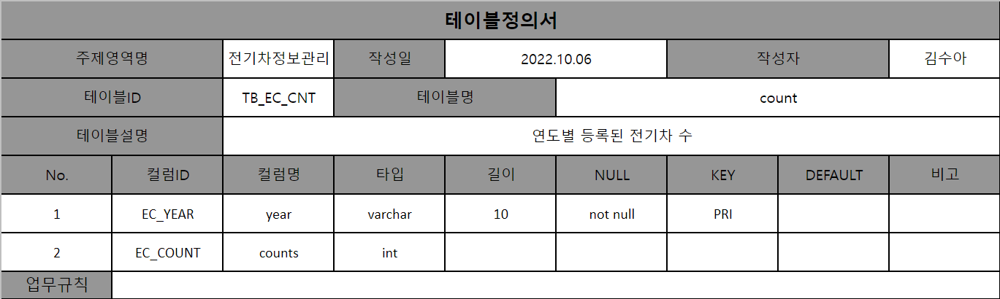 테이블정의서
주제영역명 전기차정보관리 작성일 2022.10.06 작성자 김수아
테이블ID TB_EC_CNT 테이블명 count
테이블설명 연도별 등록된 전기차 수
No. 컬럼ID 컬럼명 타입 길이 NULL KEY DEFAULT 비고
1 EC_YEAR year varchar 10 not null PRI
2 EC_COUNT counts int
업무규칙